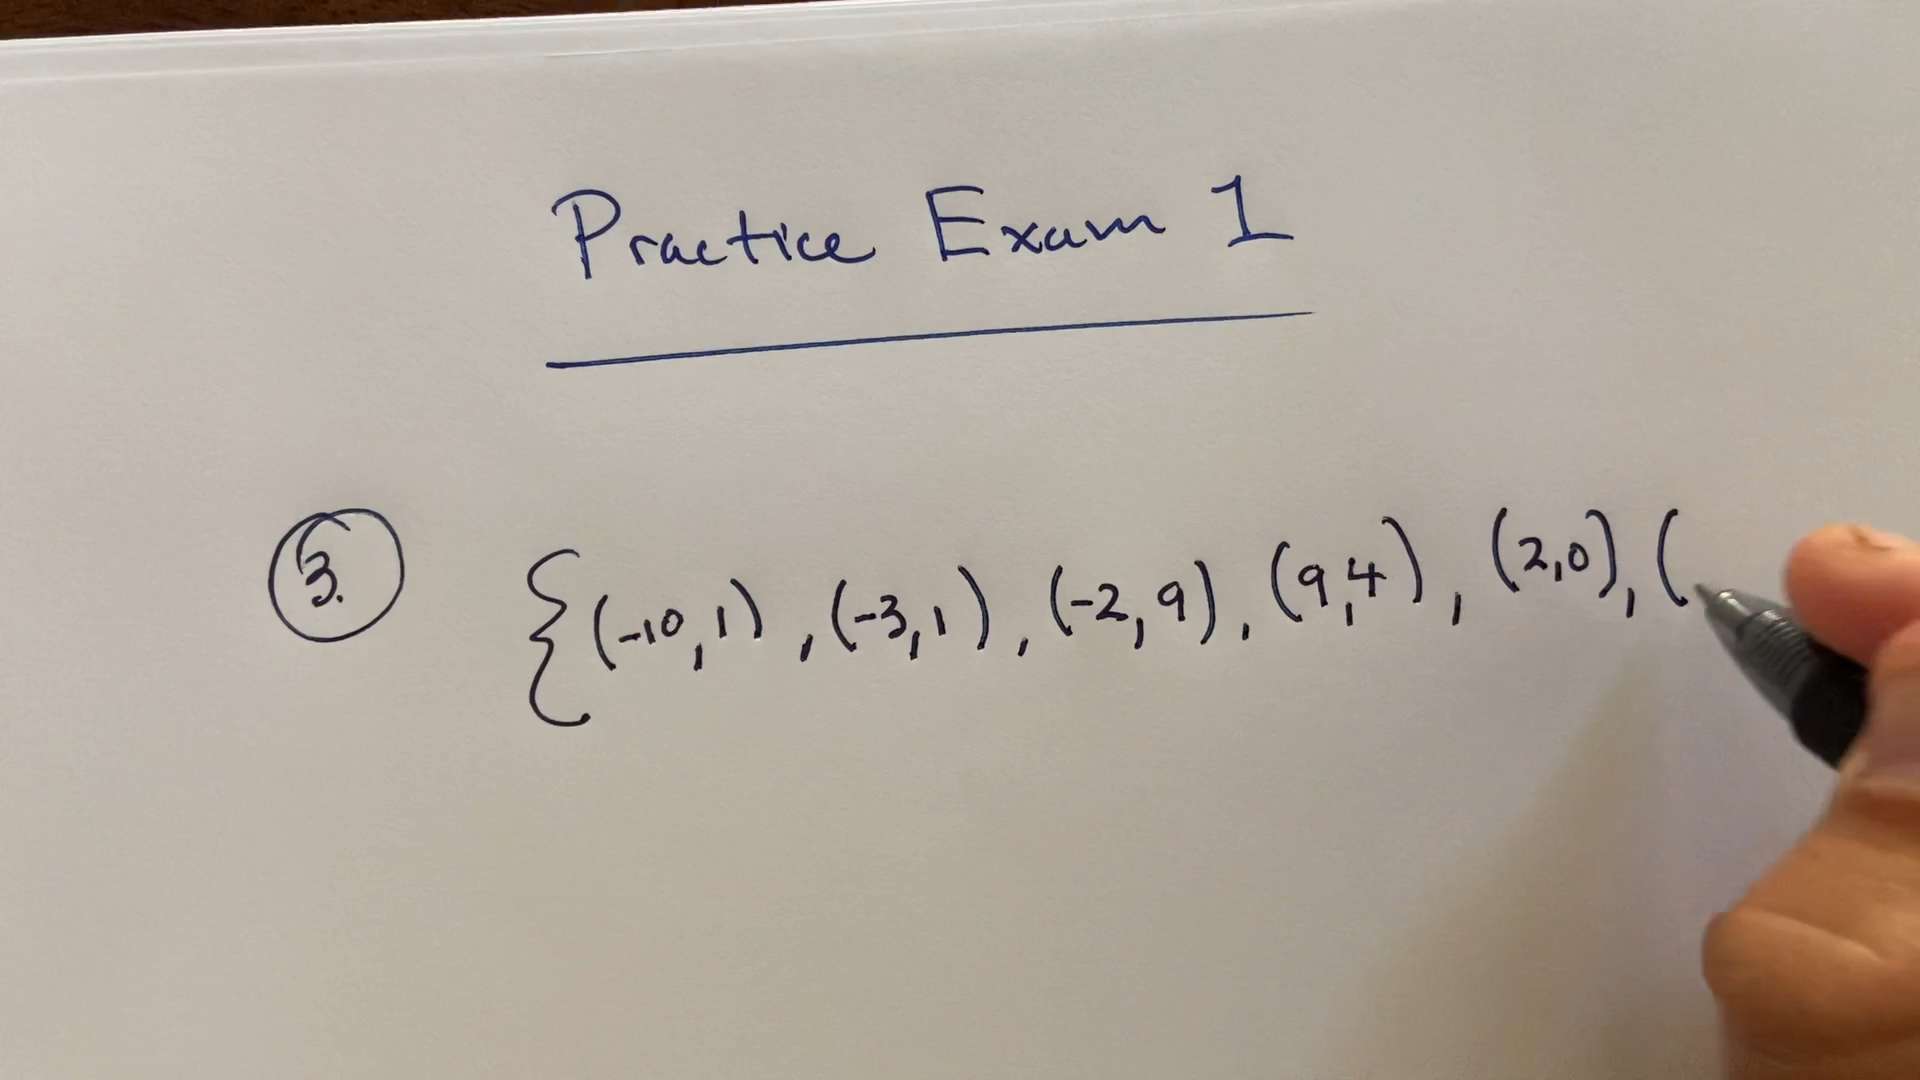 Practice Exam 1
3. {(-10,1), (-3,1), (-2,9), (9,4), (2,0), (